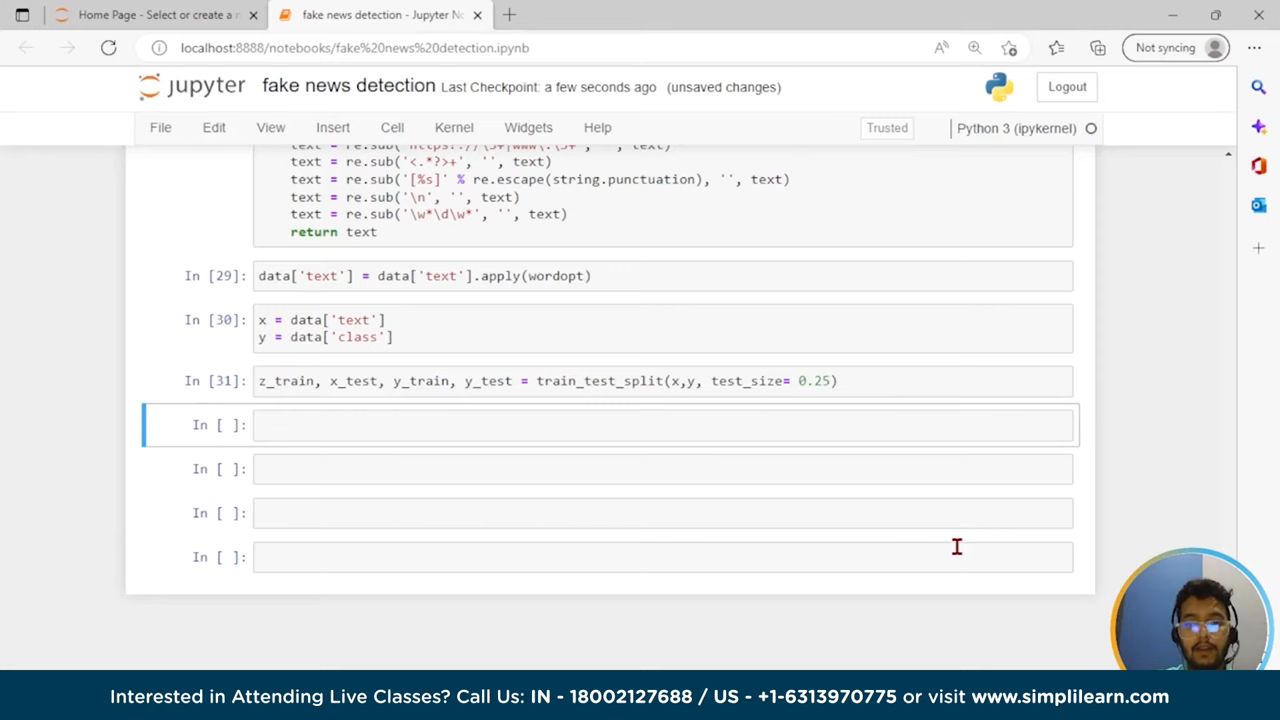 Home Page - Select or create a n
fake news detection - Jupyter No
localhost:8888/notebooks/fake%20news%20detection.ipynb
Not syncing
jupyter fake news detection Last Checkpoint: a few seconds ago (unsaved changes)
Logout
File Edit View Insert Cell Kernel Widgets Help
Trusted
Python 3 (ipykernel)
text = re.sub('<.*?>+', '', text)
text = re.sub('[%s]' % re.escape(string.punctuation), '', text)
text = re.sub('\n', '', text)
text = re.sub('\w*\d\w*', '', text)
return text
In [29]: data['text'] = data['text'].apply(wordopt)
In [30]: x = data['text']
y = data['class']
In [31]: z_train, x_test, y_train, y_test = train_test_split(x,y, test_size= 0.25)
In [ ]:
In [ ]:
In [ ]:
In [ ]:
Interested in Attending Live Classes? Call Us: IN - 18002127688 / US - +1-6313970775 or visit www.simplilearn.com